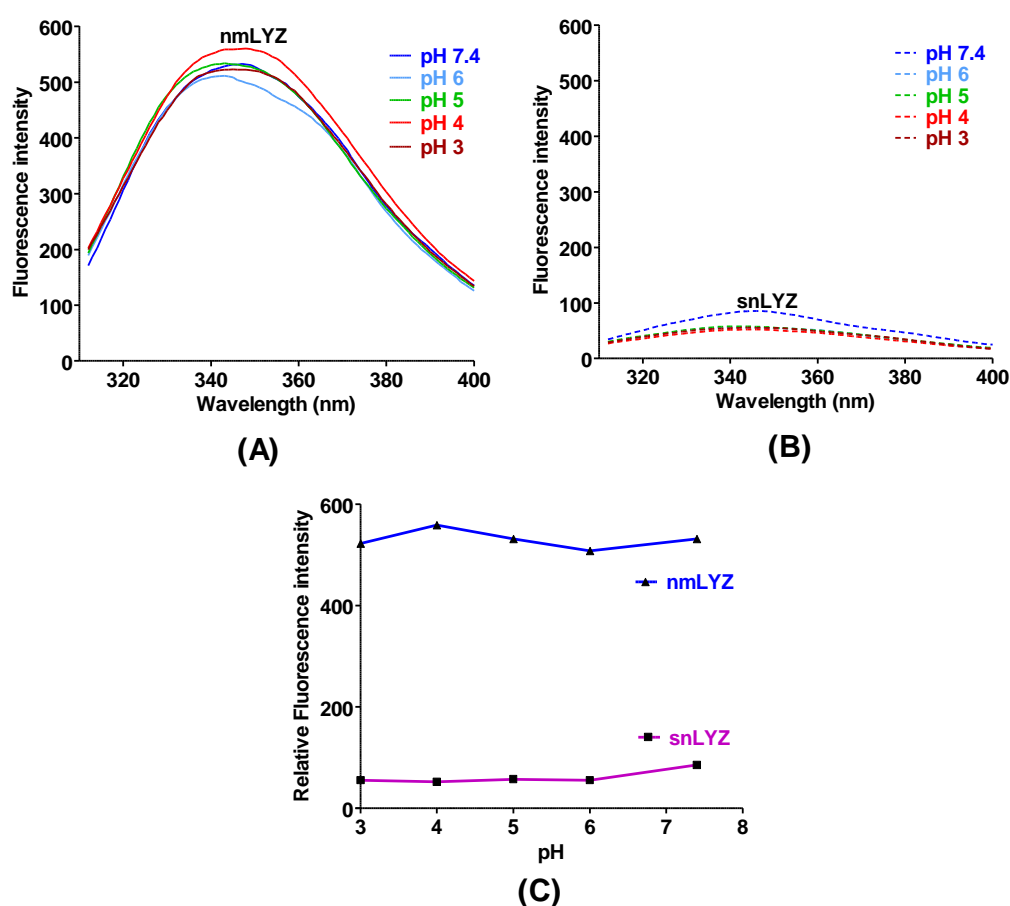 600
500
400
300
200
100
0
Fluorescence intensity
nmLYZ
pH 7.4
pH 6
pH 5
pH 4
pH 3
320 340 360 380 400
Wavelength (nm)
(A)
600
500
400
300
200
100
0
Fluorescence intensity
snLYZ
pH 7.4
pH 6
pH 5
pH 4
pH 3
320 340 360 380 400
Wavelength (nm)
(B)
600
400
200
0
Relative Fluorescence intensity
nmLYZ
snLYZ
3 4 5 6 7 8
pH
(C)